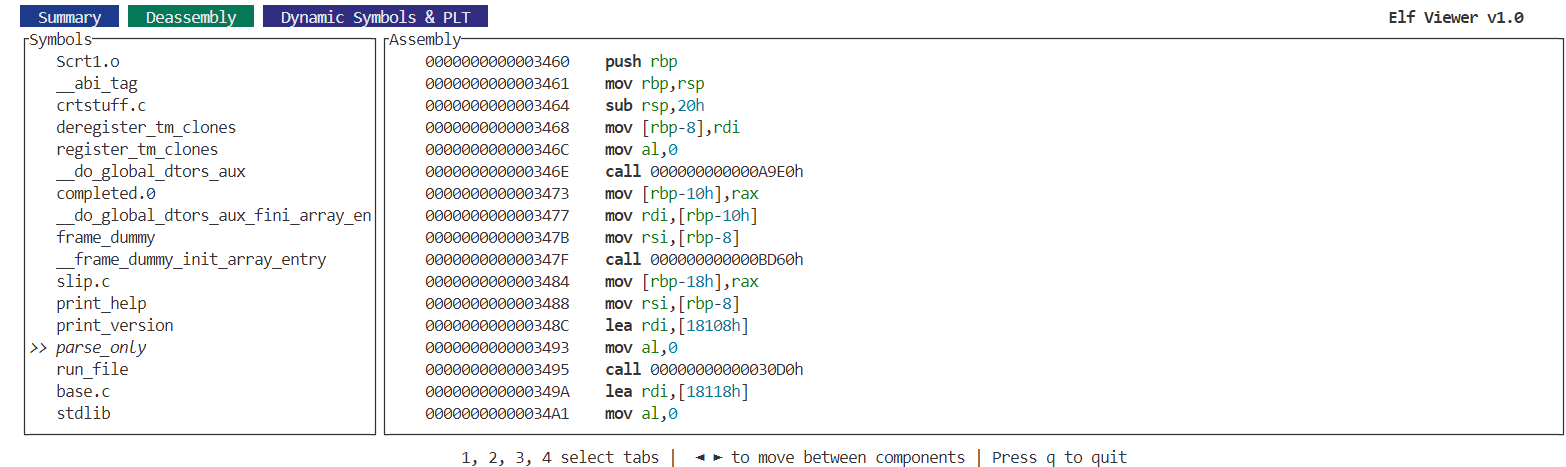 Summary Deassembly Dynamic Symbols & PLT Elf Viewer v1.0
Symbols
Scrt1.o
__abi_tag
crtstuff.c
deregister_tm_clones
register_tm_clones
__do_global_dtors_aux
completed.0
__do_global_dtors_aux_fini_array_en
frame_dummy
__frame_dummy_init_array_entry
slip.c
print_help
print_version
>> parse_only
run_file
base.c
stdlib
Assembly
0000000000003460 push rbp
0000000000003461 mov rbp,rsp
0000000000003464 sub rsp,20h
0000000000003468 mov [rbp-8],rdi
000000000000346C mov al,0
000000000000346E call 000000000000A9E0h
0000000000003473 mov [rbp-10h],rax
0000000000003477 mov rdi,[rbp-10h]
000000000000347B mov rsi,[rbp-8]
000000000000347F call 000000000000BD60h
0000000000003484 mov [rbp-18h],rax
0000000000003488 mov rsi,[rbp-8]
000000000000348C lea rdi,[18108h]
0000000000003493 mov al,0
0000000000003495 call 00000000000030D0h
000000000000349A lea rdi,[18118h]
00000000000034A1 mov al,0
1, 2, 3, 4 select tabs | ◄ ► to move between components | Press q to quit